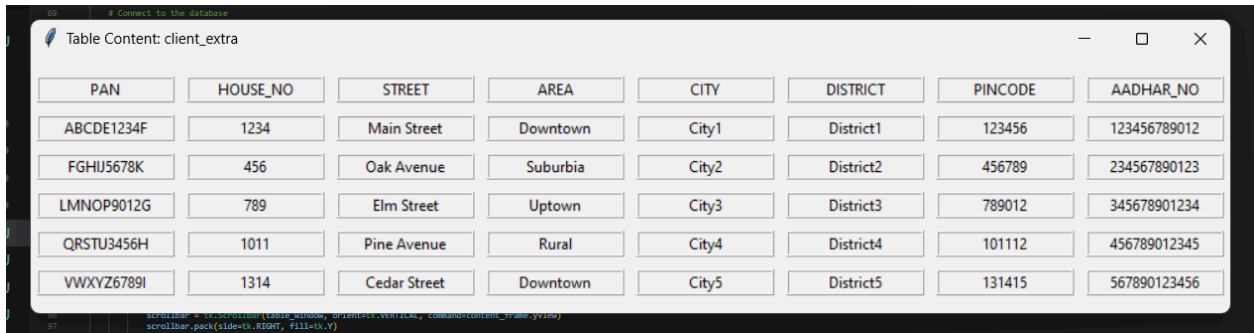 69 # Connect to the database
Table Content: client_extra
PAN HOUSE_NO STREET AREA CITY DISTRICT PINCODE AADHAR_NO
ABCDE1234F 1234 Main Street Downtown City1 District1 123456 123456789012
FGHIJ5678K 456 Oak Avenue Suburbia City2 District2 456789 234567890123
LMNOP9012G 789 Elm Street Uptown City3 District3 789012 345678901234
QRSTU3456H 1011 Pine Avenue Rural City4 District4 101112 456789012345
VWXYZ6789I 1314 Cedar Street Downtown City5 District5 131415 567890123456
96 scrollbar = tk.Scrollbar(table_window, orient=tk.VERTICAL, command=content_frame.yview)
97 scrollbar.pack(side=tk.RIGHT, fill=tk.Y)